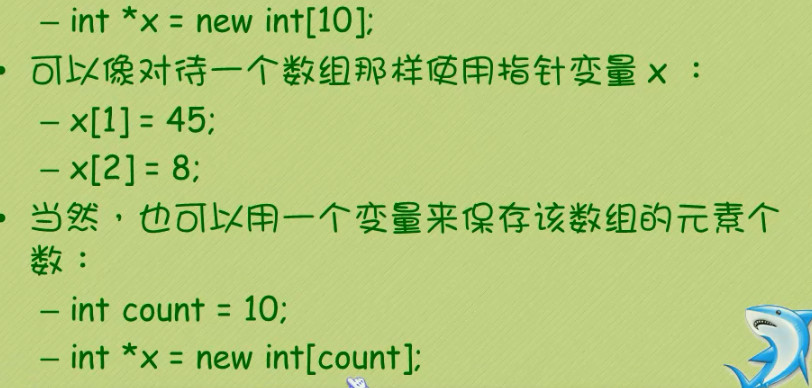 – int *x = new int[10];
• 可以像对待一个数组那样使用指针变量 x ：
– x[1] = 45;
– x[2] = 8;
• 当然，也可以用一个变量来保存该数组的元素个
数：
– int count = 10;
– int *x = new int[count];